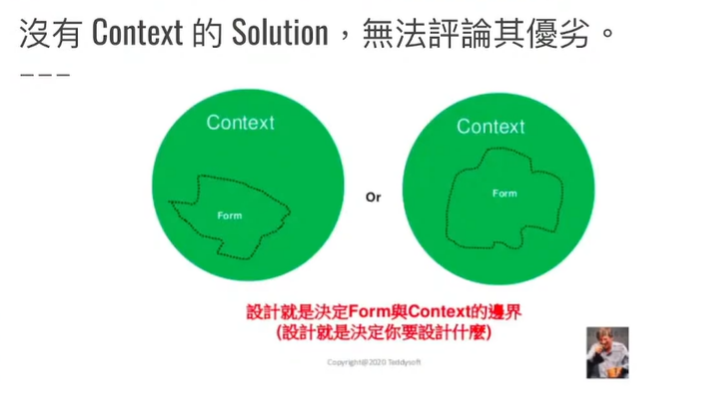 沒有 Context 的 Solution，無法評論其優劣。
Context
Form
Or
Context
Form
設計就是決定Form與Context的邊界
(設計就是決定你要設計什麼)
Copyright@2020 Teddysoft